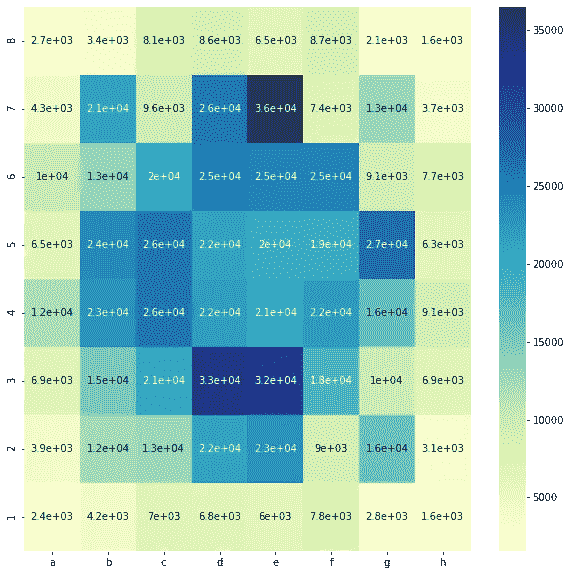 8 2.7e+03 3.4e+03 8.1e+03 8.6e+03 6.5e+03 8.7e+03 2.1e+03 1.6e+03
7 4.3e+03 2.1e+04 9.6e+03 2.6e+04 3.6e+04 7.4e+03 1.3e+04 3.7e+03
6 1e+04 1.3e+04 2e+04 2.5e+04 2.5e+04 2.5e+04 9.1e+03 7.7e+03
5 6.5e+03 2.4e+04 2.6e+04 2.2e+04 2e+04 1.9e+04 2.7e+04 6.3e+03
4 1.2e+04 2.3e+04 2.6e+04 2.2e+04 2.1e+04 2.2e+04 1.6e+04 9.1e+03
3 6.9e+03 1.5e+04 2.1e+04 3.3e+04 3.2e+04 1.8e+04 1e+04 6.9e+03
2 3.9e+03 1.2e+04 1.3e+04 2.2e+04 2.3e+04 9e+03 1.6e+04 3.1e+03
1 2.4e+03 4.2e+03 7e+03 6.8e+03 6e+03 7.8e+03 2.8e+03 1.6e+03
a b c d e f g h
35000
30000
25000
20000
15000
10000
5000